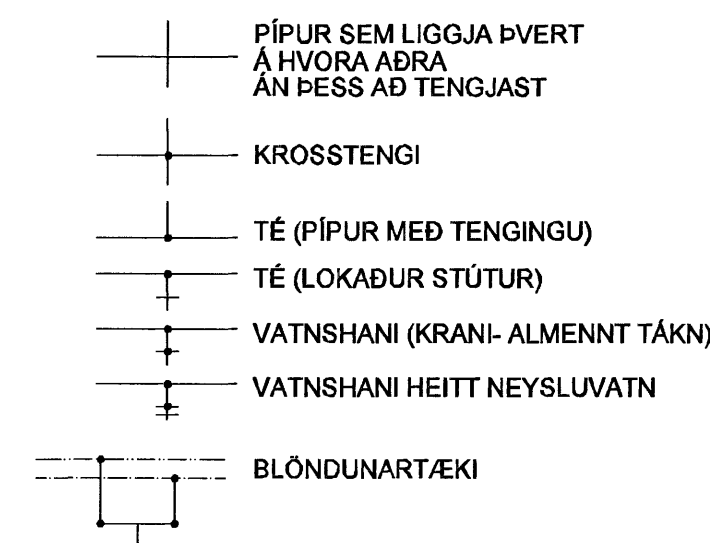 PÍPUR SEM LIGGJA ÞVERT
Á HVORA AÐRA
ÁN ÞESS AÐ TENGJAST
KROSSTENGI
TÉ (PÍPUR MEÐ TENGINGU)
TÉ (LOKAÐUR STÚTUR)
VATNSHANI (KRANI- ALMENNT TÁKN)
VATNSHANI HEITT NEYSLUVATN
BLÖNDUNARTÆKI